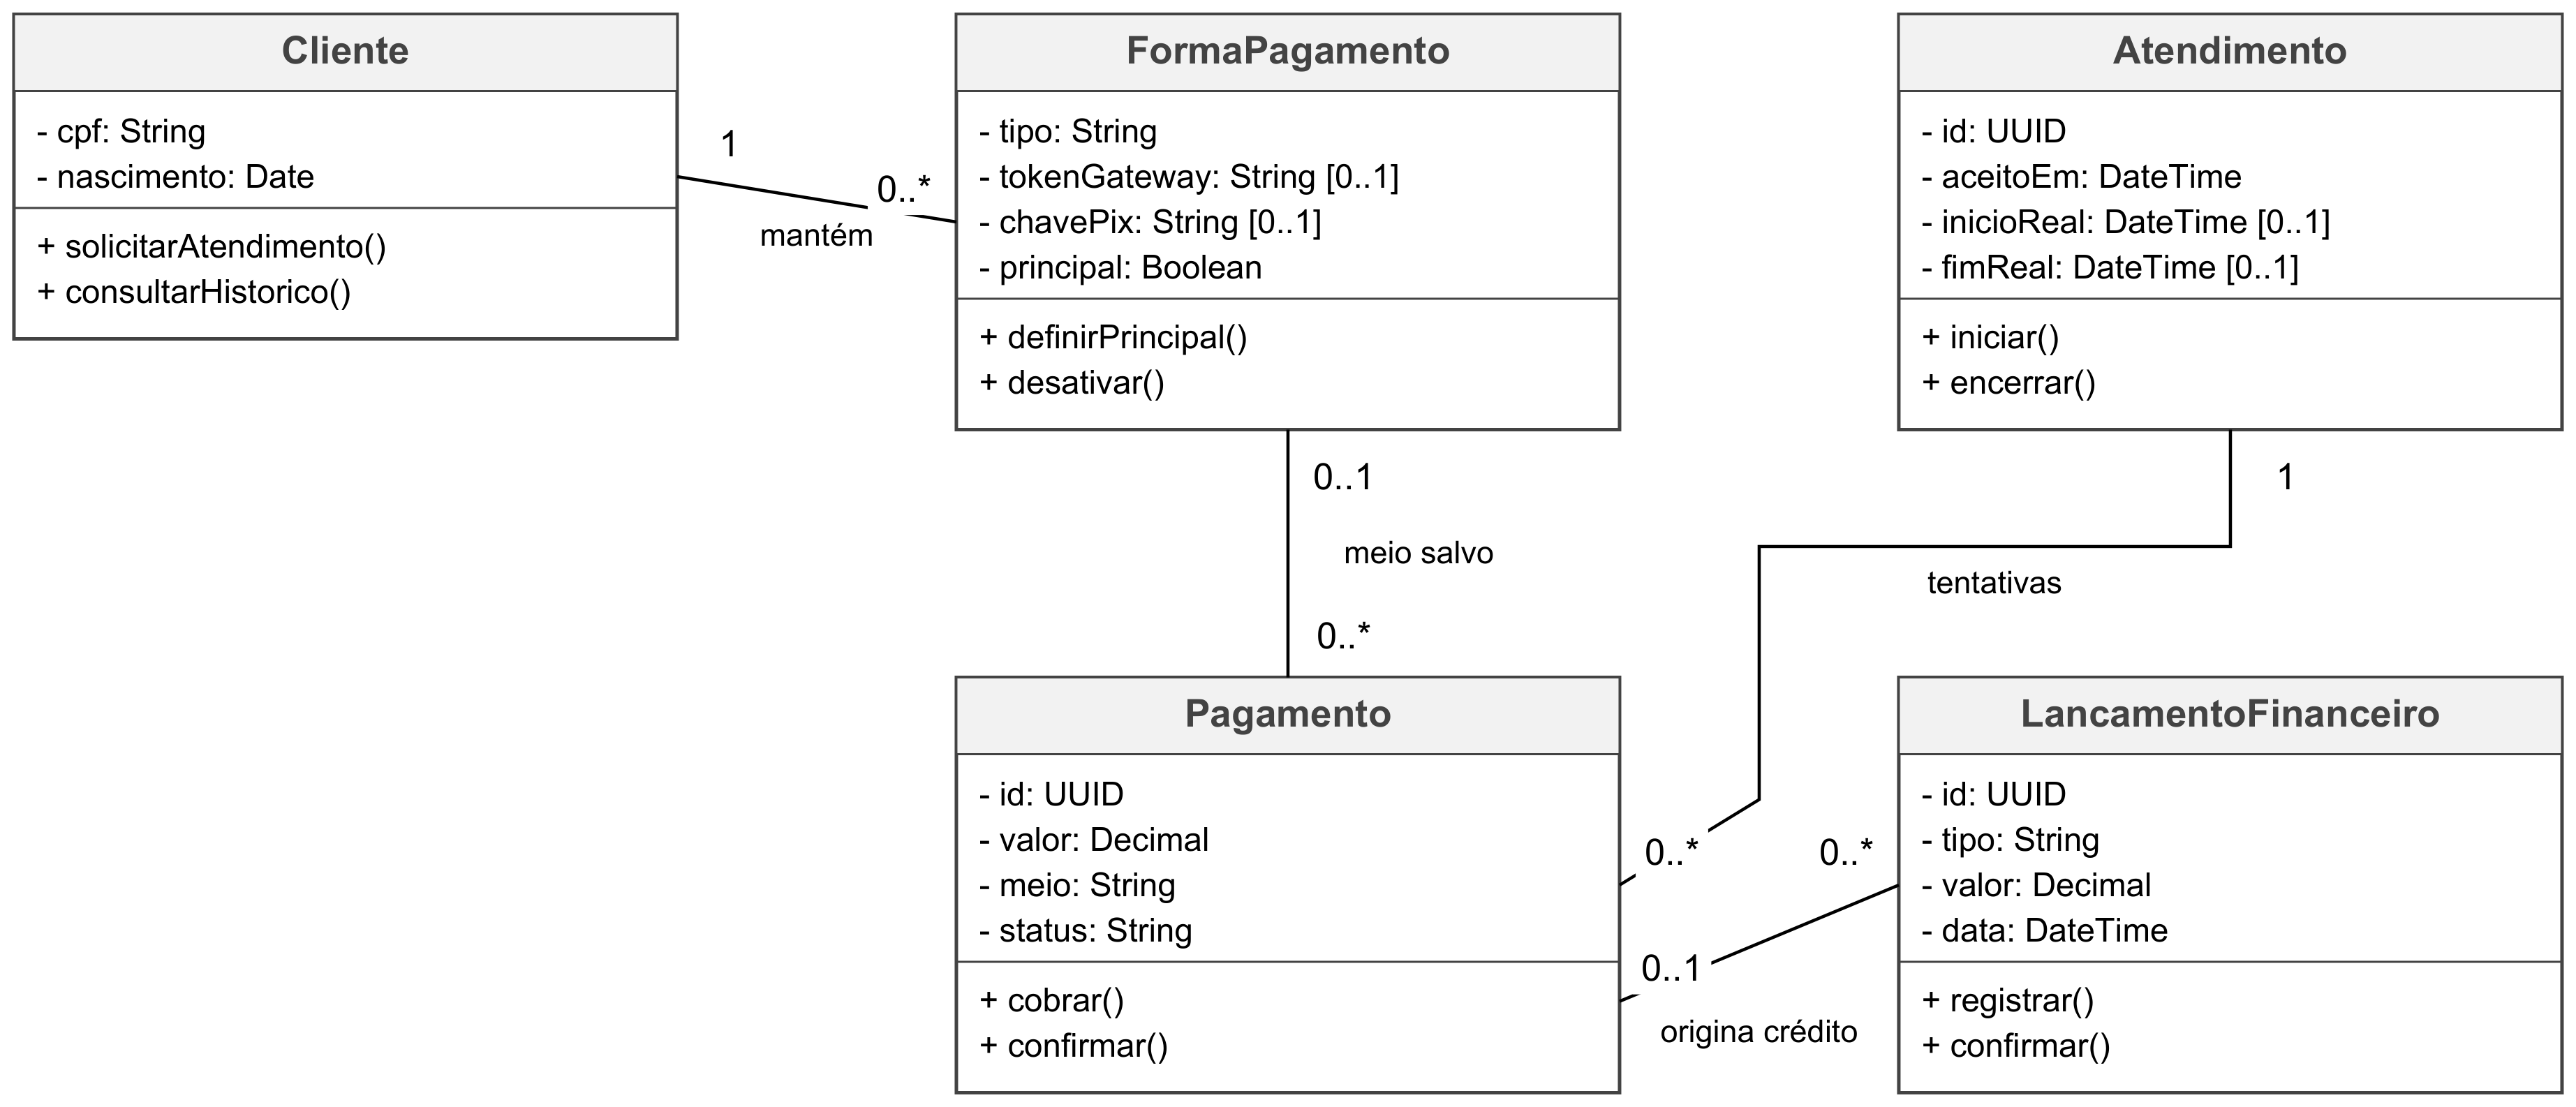 Cliente
- cpf: String
- nascimento: Date
+ solicitarAtendimento()
+ consultarHistorico()
1
0..*
mantém
FormaPagamento
- tipo: String
- tokenGateway: String [0..1]
- chavePix: String [0..1]
- principal: Boolean
+ definirPrincipal()
+ desativar()
Atendimento
- id: UUID
- aceitoEm: DateTime
- inicioReal: DateTime [0..1]
- fimReal: DateTime [0..1]
+ iniciar()
+ encerrar()
0..1
meio salvo
0..*
1
tentativas
0..*
Pagamento
- id: UUID
- valor: Decimal
- meio: String
- status: String
+ cobrar()
+ confirmar()
0..*
0..1
origina crédito
LancamentoFinanceiro
- id: UUID
- tipo: String
- valor: Decimal
- data: DateTime
+ registrar()
+ confirmar()